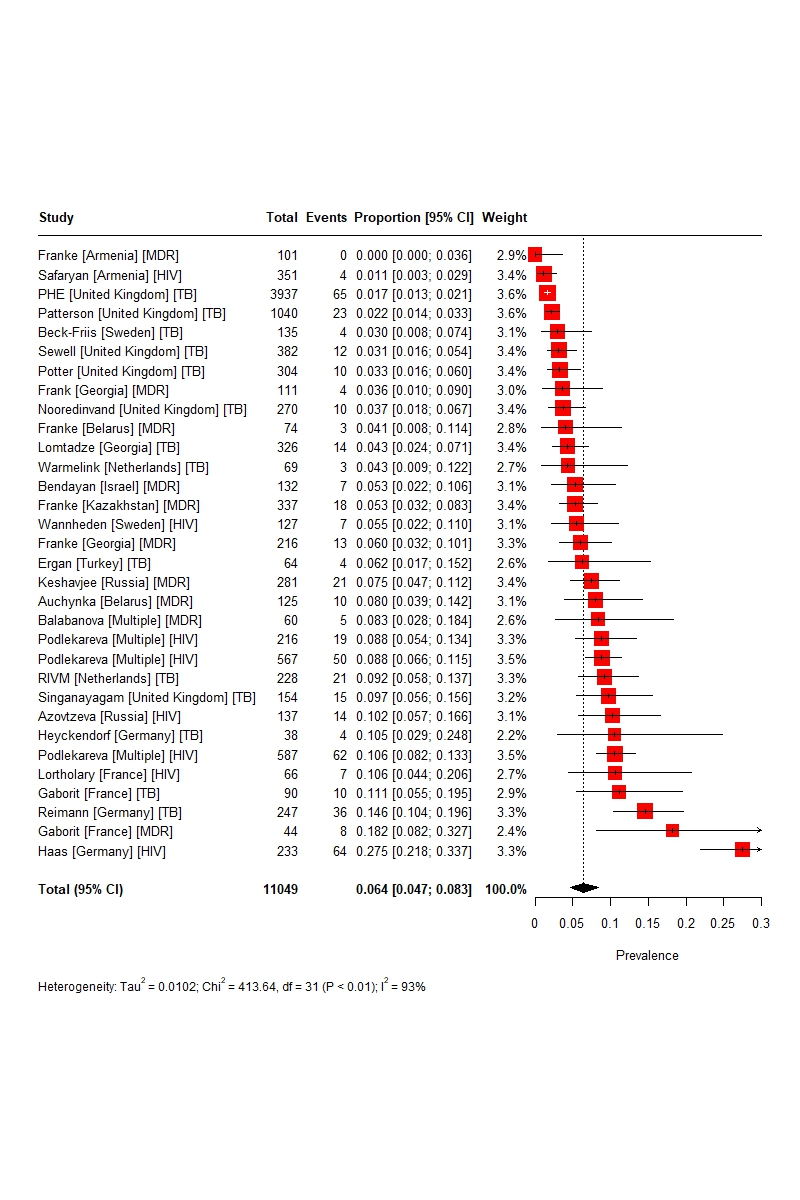 Study Total Events Proportion [95% CI] Weight
Franke [Armenia] [MDR] 101 0 0.000 [0.000; 0.036] 2.9%
Safaryan [Armenia] [HIV] 351 4 0.011 [0.003; 0.029] 3.4%
PHE [United Kingdom] [TB] 3937 65 0.017 [0.013; 0.021] 3.6%
Patterson [United Kingdom] [TB] 1040 23 0.022 [0.014; 0.033] 3.6%
Beck-Friis [Sweden] [TB] 135 4 0.030 [0.008; 0.074] 3.1%
Sewell [United Kingdom] [TB] 382 12 0.031 [0.016; 0.054] 3.4%
Potter [United Kingdom] [TB] 304 10 0.033 [0.016; 0.060] 3.4%
Frank [Georgia] [MDR] 111 4 0.036 [0.010; 0.090] 3.0%
Nooredinvand [United Kingdom] [TB] 270 10 0.037 [0.018; 0.067] 3.4%
Franke [Belarus] [MDR] 74 3 0.041 [0.008; 0.114] 2.8%
Lomtadze [Georgia] [TB] 326 14 0.043 [0.024; 0.071] 3.4%
Warmelink [Netherlands] [TB] 69 3 0.043 [0.009; 0.122] 2.7%
Bendayan [Israel] [MDR] 132 7 0.053 [0.022; 0.106] 3.1%
Franke [Kazakhstan] [MDR] 337 18 0.053 [0.032; 0.083] 3.4%
Wannheden [Sweden] [HIV] 127 7 0.055 [0.022; 0.110] 3.1%
Franke [Georgia] [MDR] 216 13 0.060 [0.032; 0.101] 3.3%
Ergan [Turkey] [TB] 64 4 0.062 [0.017; 0.152] 2.6%
Keshavjee [Russia] [MDR] 281 21 0.075 [0.047; 0.112] 3.4%
Auchynka [Belarus] [MDR] 125 10 0.080 [0.039; 0.142] 3.1%
Balabanova [Multiple] [MDR] 60 5 0.083 [0.028; 0.184] 2.6%
Podlekareva [Multiple] [HIV] 216 19 0.088 [0.054; 0.134] 3.3%
Podlekareva [Multiple] [HIV] 567 50 0.088 [0.066; 0.115] 3.5%
RIVM [Netherlands] [TB] 228 21 0.092 [0.058; 0.137] 3.3%
Singanayagam [United Kingdom] [TB] 154 15 0.097 [0.056; 0.156] 3.2%
Azovtzeva [Russia] [HIV] 137 14 0.102 [0.057; 0.166] 3.1%
Heyckendorf [Germany] [TB] 38 4 0.105 [0.029; 0.248] 2.2%
Podlekareva [Multiple] [HIV] 587 62 0.106 [0.082; 0.133] 3.5%
Lortholary [France] [HIV] 66 7 0.106 [0.044; 0.206] 2.7%
Gaborit [France] [TB] 90 10 0.111 [0.055; 0.195] 2.9%
Reimann [Germany] [TB] 247 36 0.146 [0.104; 0.196] 3.3%
Gaborit [France] [MDR] 44 8 0.182 [0.082; 0.327] 2.4%
Haas [Germany] [HIV] 233 64 0.275 [0.218; 0.337] 3.3%
Total (95% CI) 11049 0.064 [0.047; 0.083] 100.0%
0 0.05 0.1 0.15 0.2 0.25 0.3
Prevalence
Heterogeneity: Tau² = 0.0102; Chi² = 413.64, df = 31 (P < 0.01); I² = 93%